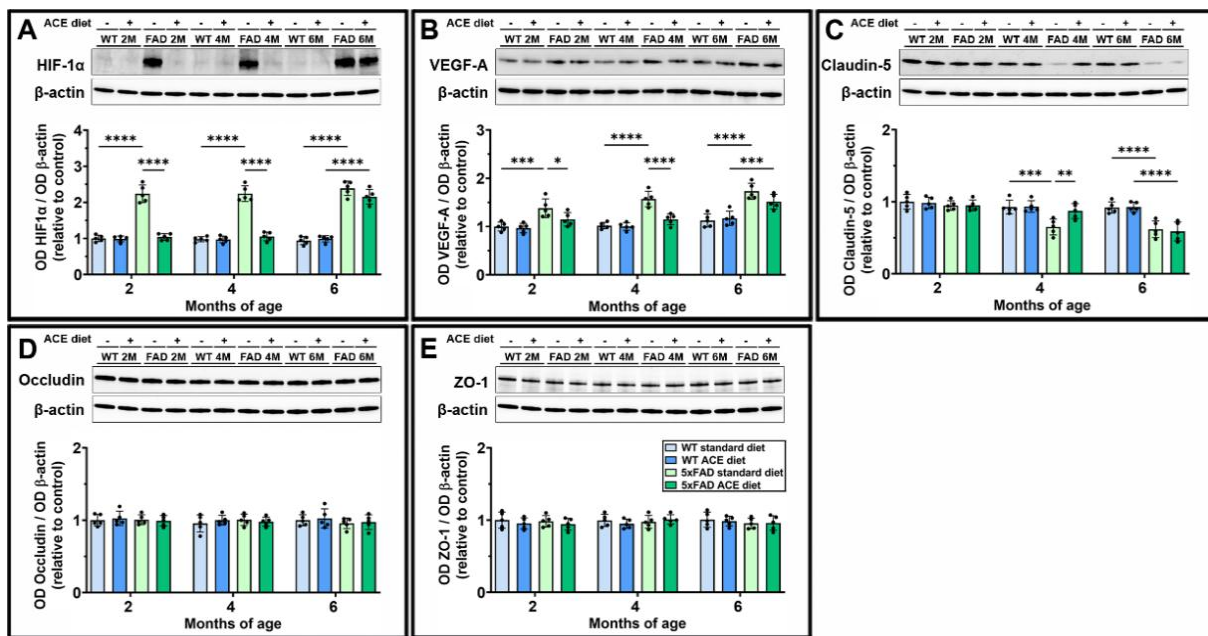 A
ACE diet - + - + - + - + - + - +
WT 2M FAD 2M WT 4M FAD 4M WT 6M FAD 6M
HIF-1α
β-actin
OD HIF1α / OD β-actin
(relative to control)
4
3
2
1
0
**** **** ****
**** **** ****
2 4 6
Months of age
B
ACE diet - + - + - + - + - + - +
WT 2M FAD 2M WT 4M FAD 4M WT 6M FAD 6M
VEGF-A
β-actin
OD VEGF-A / OD β-actin
(relative to control)
3
2
1
0
*** * **** **** **** ***
2 4 6
Months of age
C
ACE diet - + - + - + - + - + - +
WT 2M FAD 2M WT 4M FAD 4M WT 6M FAD 6M
Claudin-5
β-actin
OD Claudin-5 / OD β-actin
(relative to control)
2
1
0
*** ** **** ****
2 4 6
Months of age
D
ACE diet - + - + - + - + - + - +
WT 2M FAD 2M WT 4M FAD 4M WT 6M FAD 6M
Occludin
β-actin
OD Occludin / OD β-actin
(relative to control)
2
1
0
2 4 6
Months of age
E
ACE diet - + - + - + - + - + - +
WT 2M FAD 2M WT 4M FAD 4M WT 6M FAD 6M
ZO-1
β-actin
OD ZO-1 / OD β-actin
(relative to control)
2
1
0
WT standard diet
WT ACE diet
5xFAD standard diet
5xFAD ACE diet
2 4 6
Months of age